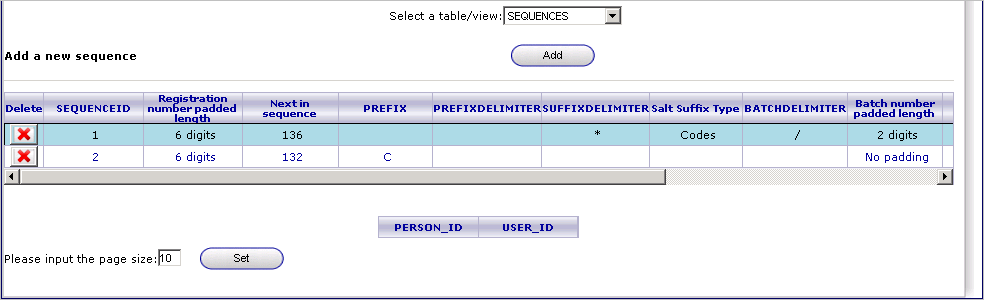 Select a table/view: SEQUENCES
Add a new sequence Add
Delete SEQUENCEID Registration number padded length Next in sequence PREFIX PREFIXDELIMITER SUFFIXDELIMITER Salt Suffix Type BATCHDELIMITER Batch number padded length
1 6 digits 136 * Codes / 2 digits
2 6 digits 132 C No padding
PERSON_ID USER_ID
Please input the page size: 10 Set